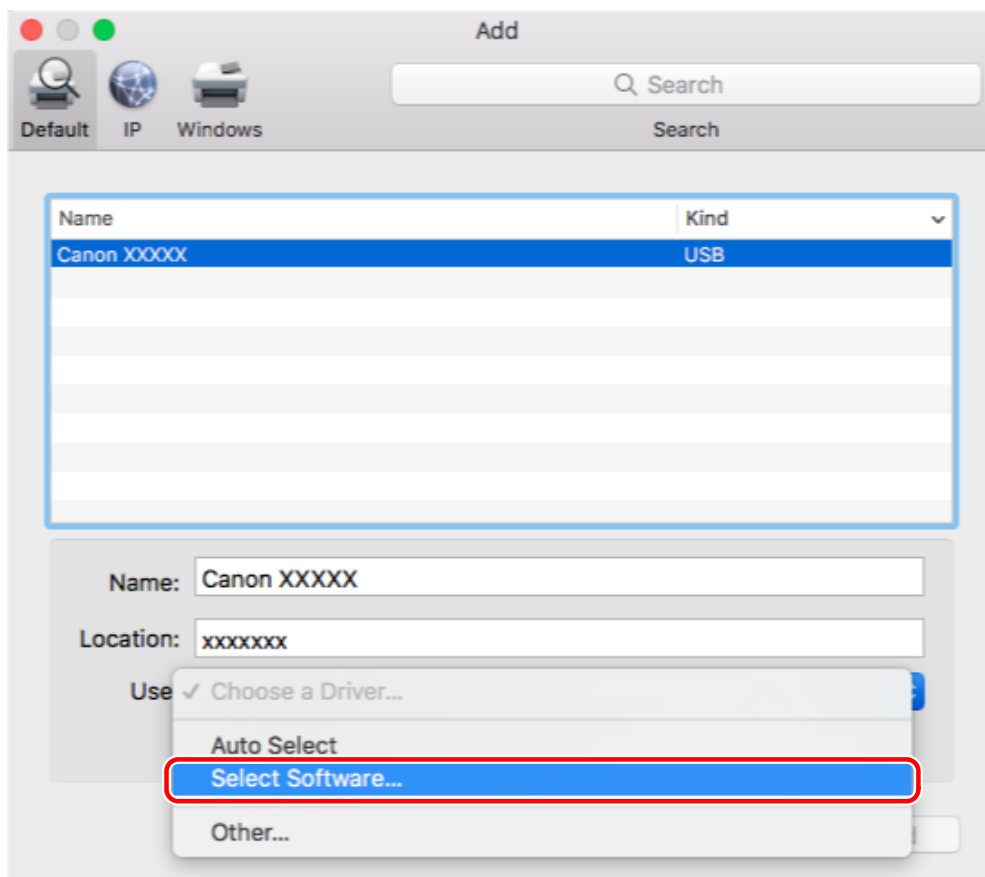 Add
Search
Default IP Windows Search
Name Kind
Canon XXXXX USB
Name: Canon XXXXX
Location: xxxxxxx
Use ✓ Choose a Driver...
Auto Select
Select Software...
Other...